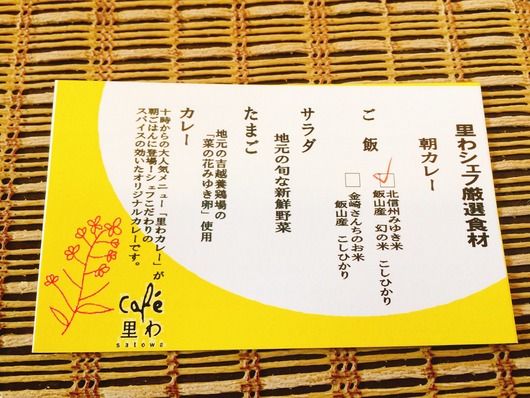 里わシェフ厳選食材
朝カレー
ご飯
北信州みゆき米
飯山産 幻の米 こしひかり
金崎さんちのお米
飯山産 こしひかり
サラダ
地元の旬な新鮮野菜
たまご
地元の吉越養鶏場の
「菜の花みゆき卵」使用
カレー
十時からの大人気メニュー「里わカレー」が
朝ごはんに登場!シェフこだわりの
スパイスの効いたオリジナルカレーです。
Café
里わ
satowa